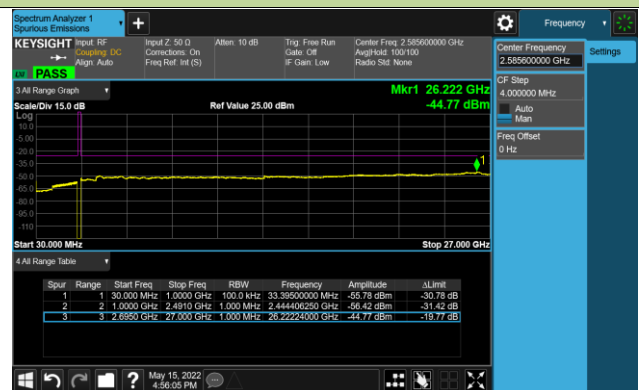 Spectrum Analyzer 1
Spurious Emissions
Frequency
KEYSIGHT
Input: RF
Coupling: DC
Align: Auto
Input Z: 50 Ω
Corrections: On
Freq Ref: Int (S)
Atten: 10 dB
Trig: Free Run
Gate: Off
IF Gain: Low
Center Freq: 2.585600000 GHz
Avg|Hold: 100/100
Radio Std: None
PASS
3 All Range Graph
Scale/Div 15.0 dB
Ref Value 25.00 dBm
Mkr1 26.222 GHz
-44.77 dBm
Log
10.0
-5.00
-20.0
-35.0
-50.0
-65.0
-80.0
-95.0
-110
1
Start 30.000 MHz
Stop 27.000 GHz
4 All Range Table
Spur Range Start Freq Stop Freq RBW Frequency Amplitude ΔLimit
1 1 30.000 MHz 1.0000 GHz 100.0 kHz 33.39500000 MHz -55.78 dBm -30.78 dB
2 2 1.0000 GHz 2.4910 GHz 1.000 MHz 2.444406250 GHz -56.42 dBm -31.42 dB
3 3 2.6950 GHz 27.000 GHz 1.000 MHz 26.22224000 GHz -44.77 dBm -19.77 dB
Center Frequency
2.585600000 GHz
Settings
CF Step
4.000000 MHz
Auto
Man
Freq Offset
0 Hz
?
May 15, 2022
4:56:05 PM